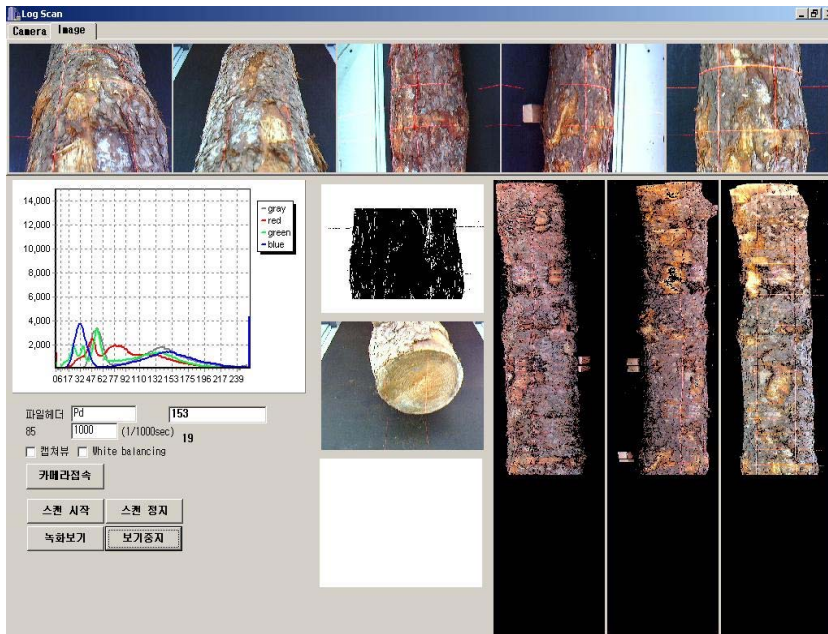 Log Scan
Camera Image
14,000
12,000
10,000
8,000
6,000
4,000
2,000
0 6 17 32 47 62 77 92 110 132 153 175 196 217 239
gray
red
green
blue
파일헤더 Pd 153
85 1000 (1/1000sec) 19
캡쳐뷰 White balancing
카메라접속
스캔 시작 스캔 정지
녹화보기 보기중지